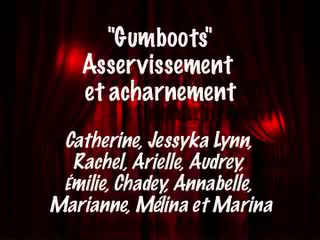 "Gumboots"
Asservissement
et acharnement
Catherine, Jessyka Lynn,
Rachel, Arielle, Audrey,
Émilie, Chadey, Annabelle,
Marianne, Mélina et Marina